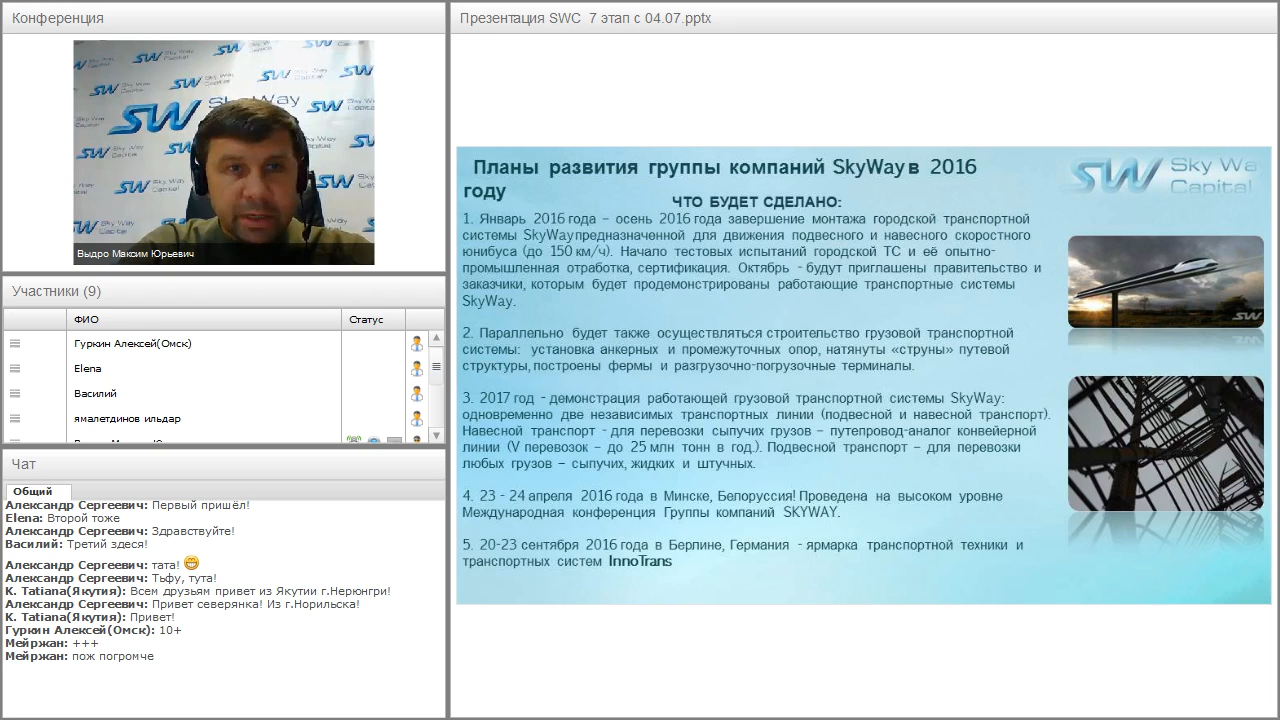 Конференция
Выдро Максим Юрьевич
Участники (9)
ФИО
Статус
Гуркин Алексей(Омск)
Elena
Василий
ямалетдинов ильдар
Чат
Общий
Александр Сергеевич: Первый пришёл!
Elena: Второй тоже
Александр Сергеевич: Здравствуйте!
Василий: Третий здеся!
Александр Сергеевич: тата!
Александр Сергеевич: Тьфу, тута!
K. Tatiana(Якутия): Всем друзьям привет из Якутии г.Нерюнгри!
Александр Сергеевич: Привет северянка! Из г.Норильска!
K. Tatiana(Якутия): Привет!
Гуркин Алексей(Омск): 10+
Мейржан: +++
Мейржан: пож погромче
Презентация SWC 7 этап с 04.07.pptx
Планы развития группы компаний SkyWay в 2016
году
ЧТО БУДЕТ СДЕЛАНО:
1. Январь 2016 года – осень 2016 года завершение монтажа городской транспортной
системы SkyWay предназначенной для движения подвесного и навесного скоростного
юнибуса (до 150 км/ч). Начало тестовых испытаний городской ТС и её опытно-
промышленная отработка, сертификация. Октябрь - будут приглашены правительство и
заказчики, которым будет продемонстрированы работающие транспортные системы
SkyWay.
2. Параллельно будет также осуществляться строительство грузовой транспортной
системы: установка анкерных и промежуточных опор, натянуты «струны» путевой
структуры, построены фермы и разгрузочно-погрузочные терминалы.
3. 2017 год - демонстрация работающей грузовой транспортной системы SkyWay:
одновременно две независимых транспортных линии (подвесной и навесной транспорт).
Навесной транспорт - для перевозки сыпучих грузов – путепровод-аналог конвейерной
линии (V перевозок – до 25 млн тонн в год.). Подвесной транспорт – для перевозки
любых грузов – сыпучих, жидких и штучных.
4. 23 - 24 апреля 2016 года в Минске, Белоруссия! Проведена на высоком уровне
Международная конференция Группы компаний SKYWAY.
5. 20-23 сентября 2016 года в Берлине, Германия - ярмарка транспортной техники и
транспортных систем InnoTrans
SW Sky Wa
Capital
SW